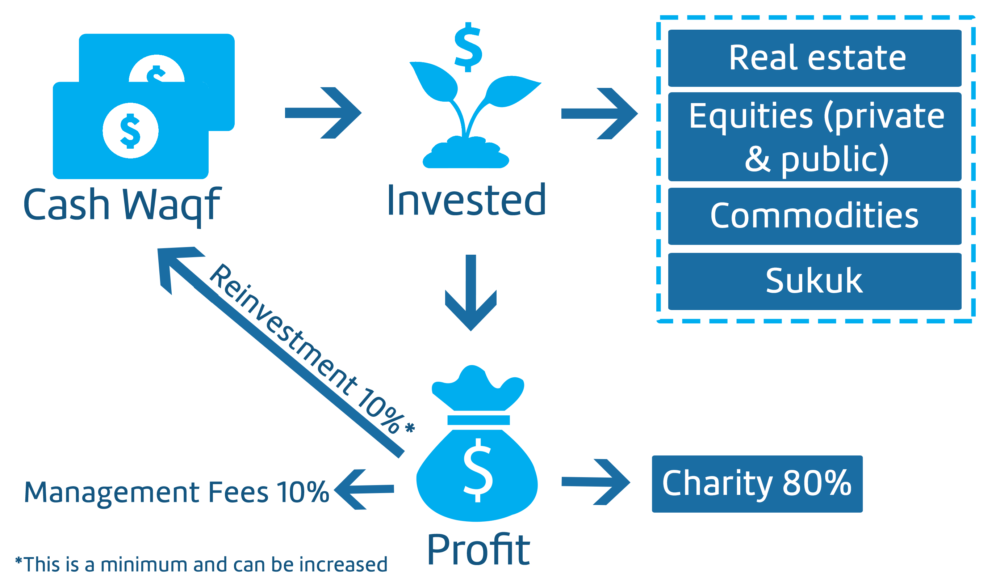 Real estate
Equities (private
& public)
Commodities
Sukuk
Cash Waqf
Invested
Reinvestment 10% *
Management Fees 10%
Charity 80%
Profit
*This is a minimum and can be increased